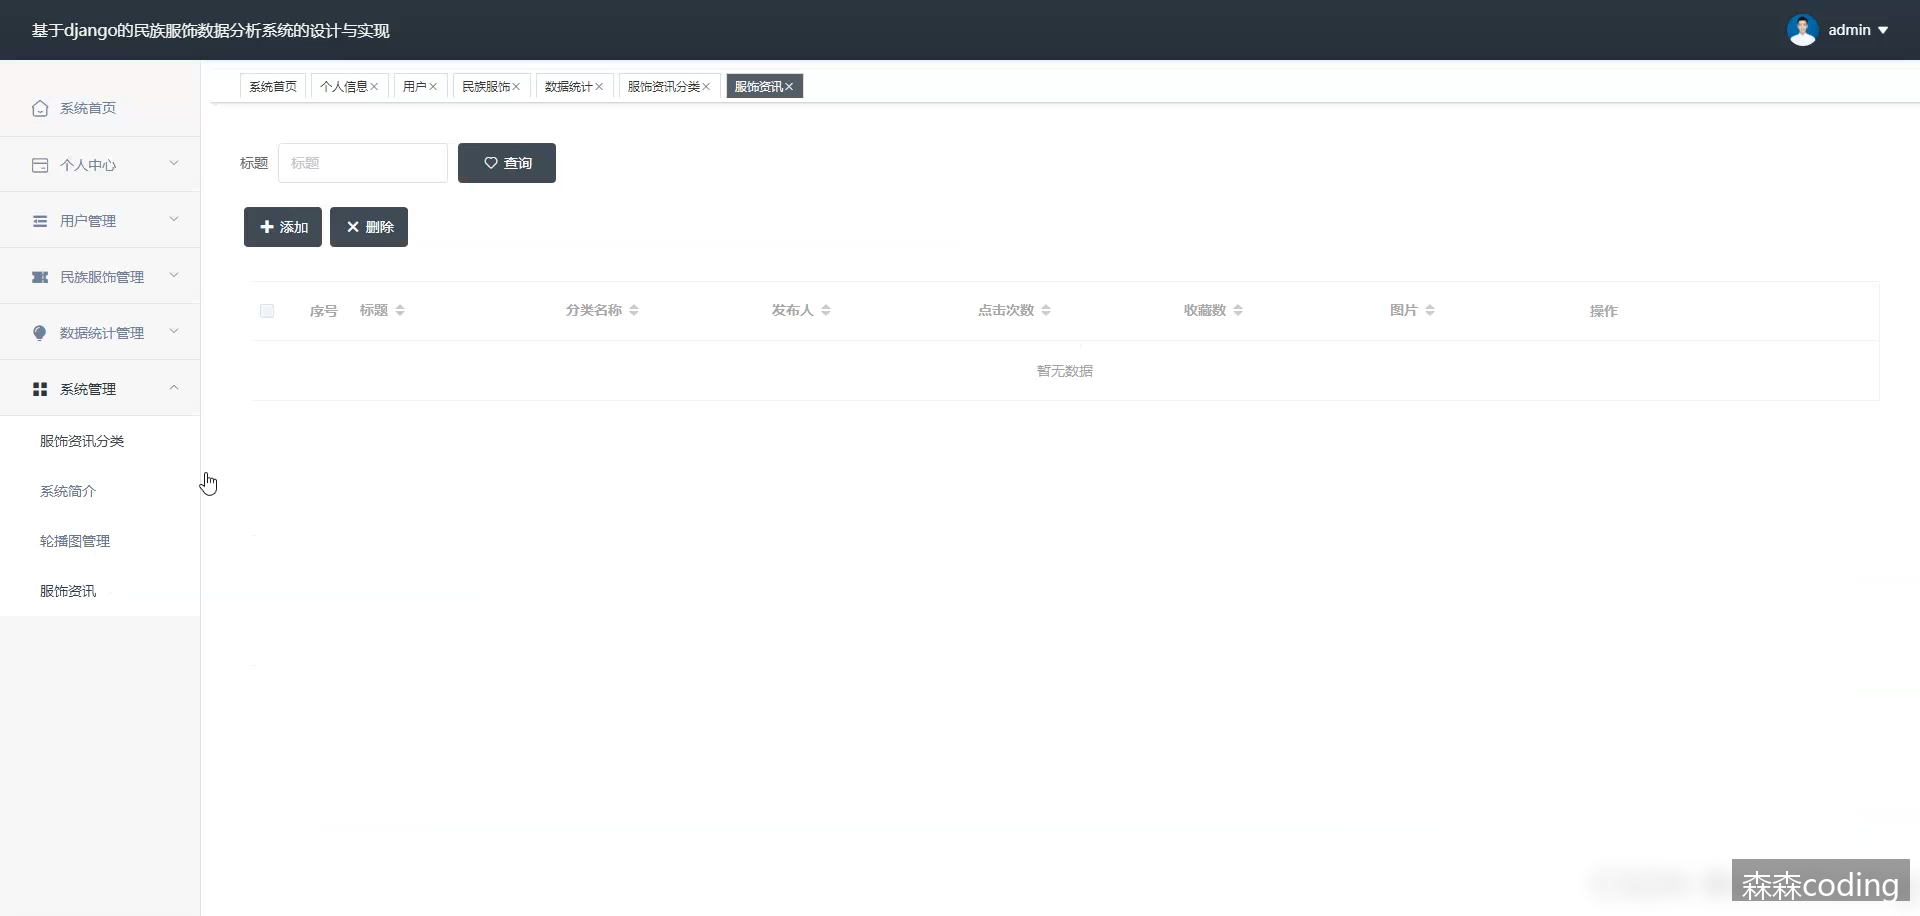 基于django的民族服饰数据分析系统的设计与实现
admin
系统首页 个人信息 用户 民族服饰 数据统计 服饰资讯分类 服饰资讯
系统首页
个人中心
用户管理
民族服饰管理
数据统计管理
系统管理
服饰资讯分类
系统简介
轮播图管理
服饰资讯
标题 标题 查询
添加 删除
序号 标题 分类名称 发布人 点击次数 收藏数 图片 操作
暂无数据
森森coding